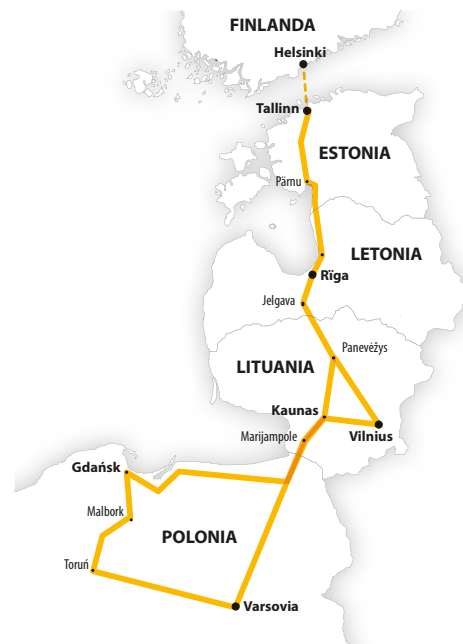 FINLANDA
Helsinki
Tallinn
ESTONIA
Pärnu
LETONIA
Rīga
Jelgava
Panevėžys
LITUANIA
Kaunas
Marijampole
Vilnius
Gdańsk
Malbork
POLONIA
Toruń
Varsovia